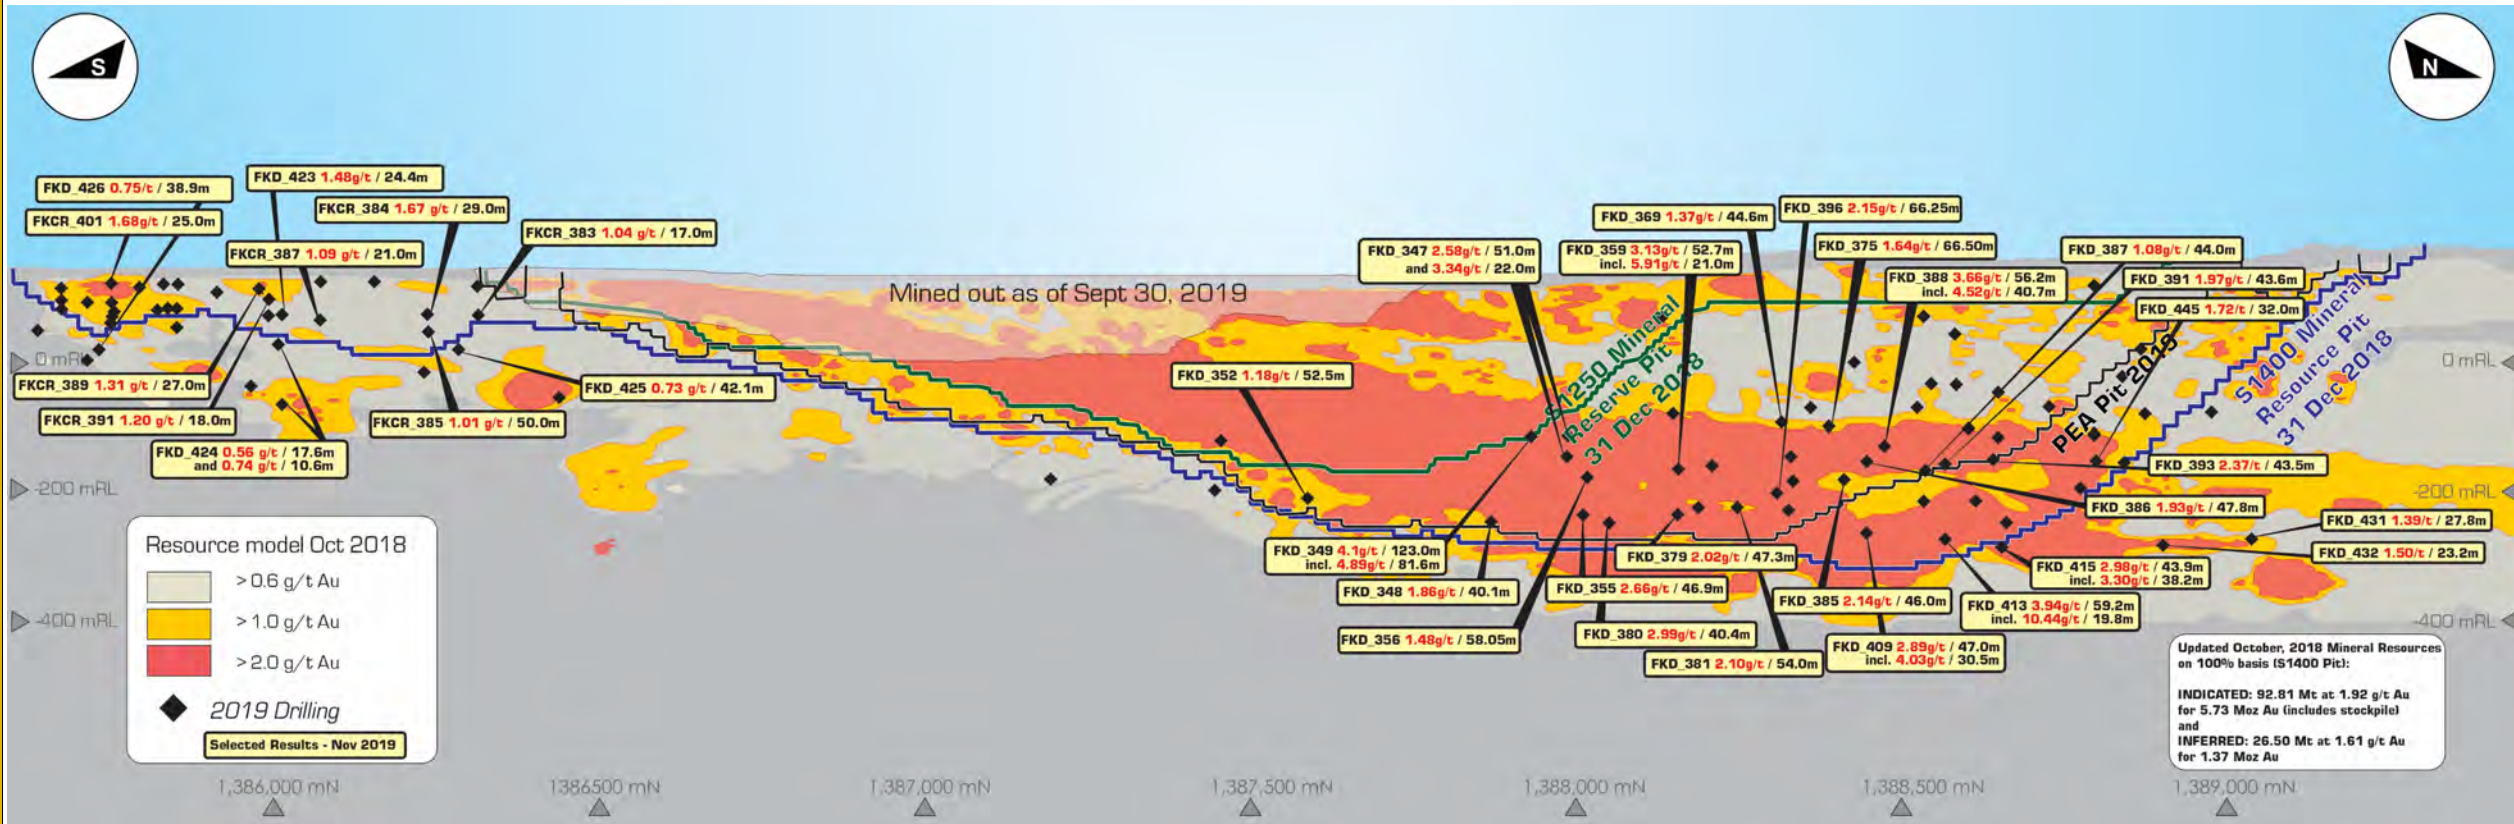 S
N
FKD_426 0.75/t / 38.9m
FKCR_401 1.68g/t / 25.0m
FKD_423 1.48g/t / 24.4m
FKCR_384 1.67 g/t / 29.0m
FKCR_387 1.09 g/t / 21.0m
FKCR_383 1.04 g/t / 17.0m
FKD_347 2.58g/t / 51.0m
and 3.34g/t / 22.0m
FKD_359 3.13g/t / 52.7m
incl. 5.91g/t / 21.0m
FKD_369 1.37g/t / 44.6m
FKD_396 2.15g/t / 66.25m
FKD_375 1.64g/t / 66.50m
FKD_388 3.66g/t / 56.2m
incl. 4.52g/t / 40.7m
FKD_387 1.08g/t / 44.0m
FKD_391 1.97g/t / 43.6m
FKD_445 1.72/t / 32.0m
Mined out as of Sept 30, 2019
S1250 Mineral
Reserve Pit
31 Dec 2018
PEA Pit 2019
S1400 Mineral
Resource Pit
31 Dec 2018
0 mRL
0 mRL
FKCR_389 1.31 g/t / 27.0m
FKCR_391 1.20 g/t / 18.0m
FKD_424 0.56 g/t / 17.6m
and 0.74 g/t / 10.6m
FKCR_385 1.01 g/t / 50.0m
FKD_425 0.73 g/t / 42.1m
FKD_352 1.18g/t / 52.5m
-200 mRL
-200 mRL
FKD_393 2.37/t / 43.5m
FKD_386 1.93g/t / 47.8m
FKD_431 1.39/t / 27.8m
FKD_432 1.50/t / 23.2m
FKD_349 4.1g/t / 123.0m
incl. 4.89g/t / 81.6m
FKD_348 1.86g/t / 40.1m
FKD_356 1.48g/t / 58.05m
FKD_355 2.66g/t / 46.9m
FKD_379 2.02g/t / 47.3m
FKD_380 2.99g/t / 40.4m
FKD_381 2.10g/t / 54.0m
FKD_385 2.14g/t / 46.0m
FKD_409 2.89g/t / 47.0m
incl. 4.03g/t / 30.5m
FKD_415 2.98g/t / 43.9m
incl. 3.30g/t / 38.2m
FKD_413 3.94g/t / 59.2m
incl. 10.44g/t / 19.8m
-400 mRL
-400 mRL
Resource model Oct 2018
> 0.6 g/t Au
> 1.0 g/t Au
> 2.0 g/t Au
2019 Drilling
Selected Results - Nov 2019
Updated October, 2018 Mineral Resources
on 100% basis (S1400 Pit):
INDICATED: 92.81 Mt at 1.92 g/t Au
for 5.73 Moz Au (includes stockpile)
and
INFERRED: 26.50 Mt at 1.61 g/t Au
for 1.37 Moz Au
1,386,000 mN
1386500 mN
1,387,000 mN
1,387,500 mN
1,388,000 mN
1,388,500 mN
1,389,000 mN